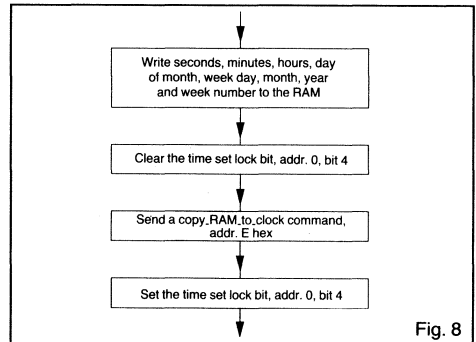 Write seconds, minutes, hours, day
of month, week day, month, year
and week number to the RAM
Clear the time set lock bit, addr. 0, bit 4
Send a copy_RAM_to_clock command,
addr. E hex
Set the time set lock bit, addr. 0, bit 4
Fig. 8